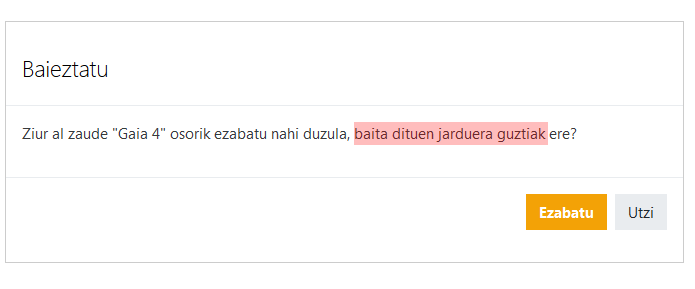 Baieztatu
Ziur al zaude "Gaia 4" osorik ezabatu nahi duzula, baita dituen jarduera guztiak ere?
Ezabatu Utzi